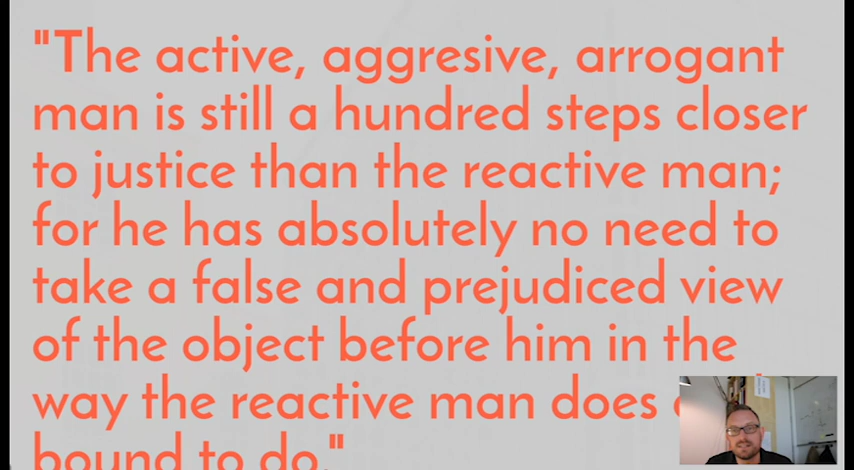 "The active, aggresive, arrogant
man is still a hundred steps closer
to justice than the reactive man;
for he has absolutely no need to
take a false and prejudiced view
of the object before him in the
way the reactive man does
bound to do."